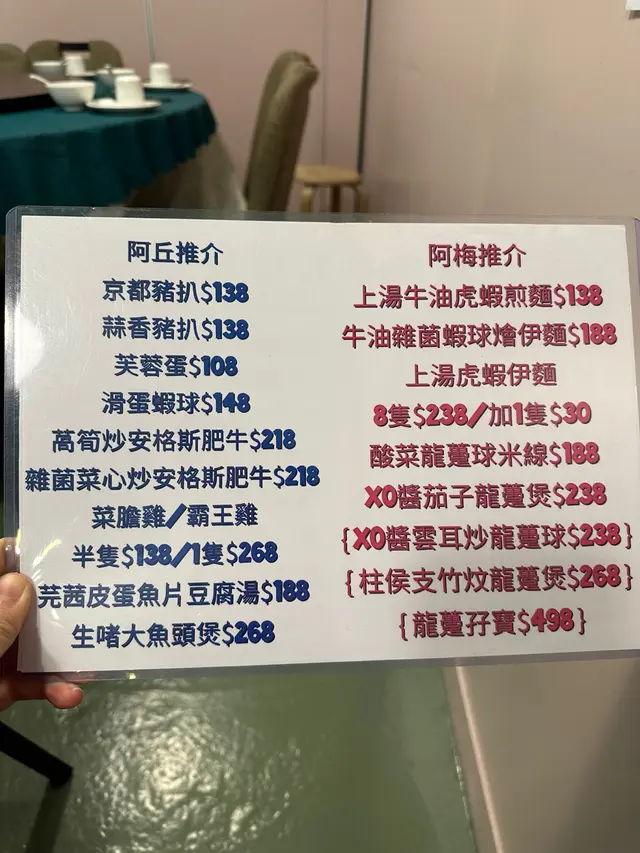 阿丘推介
京都豬扒$138
蒜香豬扒$138
芙蓉蛋$108
滑蛋蝦球$148
萵筍炒安格斯肥牛$218
雜菌菜心炒安格斯肥牛$218
菜膽雞/霸王雞
半隻$138/1隻$268
芫茜皮蛋魚片豆腐湯$188
生啫大魚頭煲$268
阿梅推介
上湯牛油虎蝦煎麵$138
牛油雜菌蝦球燴伊麵$188
上湯虎蝦伊麵
8隻$238/加1隻$30
酸菜龍躉球米線$188
XO醬茄子龍躉煲$238
{XO醬雲耳炒龍躉球$238}
{柱侯支竹炆龍躉煲$268}
{龍躉孖寶$498}